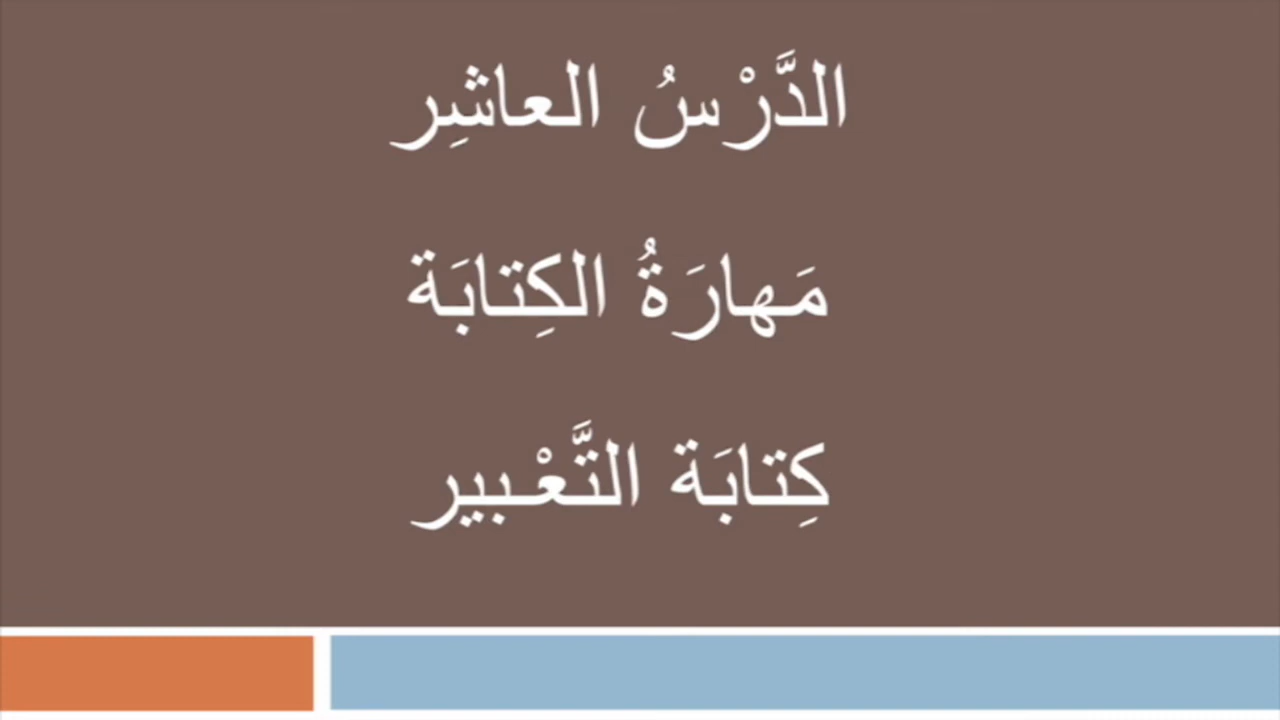 الدَّرْسُ العاشِر
مَهارَةُ الكِتابَة
كِتابَة التَّعْبير